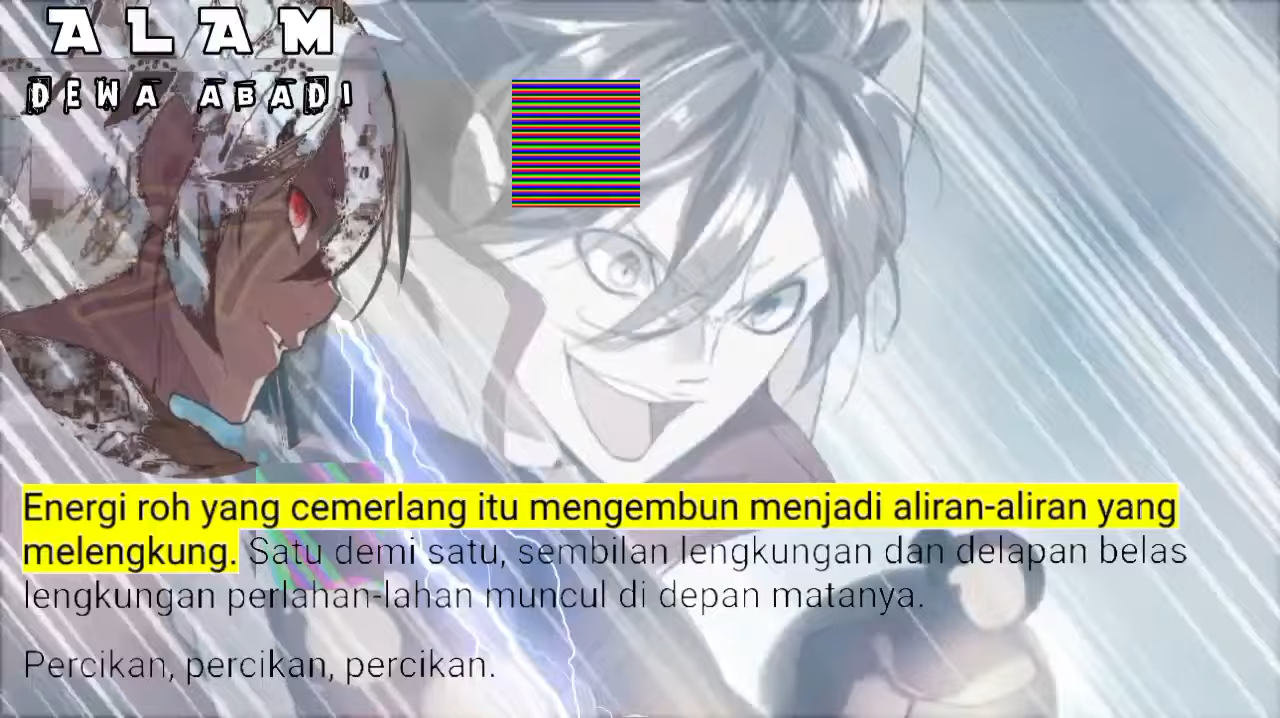 ALAM
DEWA ABADI
Energi roh yang cemerlang itu mengembun menjadi aliran-aliran yang
melengkung. Satu demi satu, sembilan lengkungan dan delapan belas
lengkungan perlahan-lahan muncul di depan matanya.
Percikan, percikan, percikan.